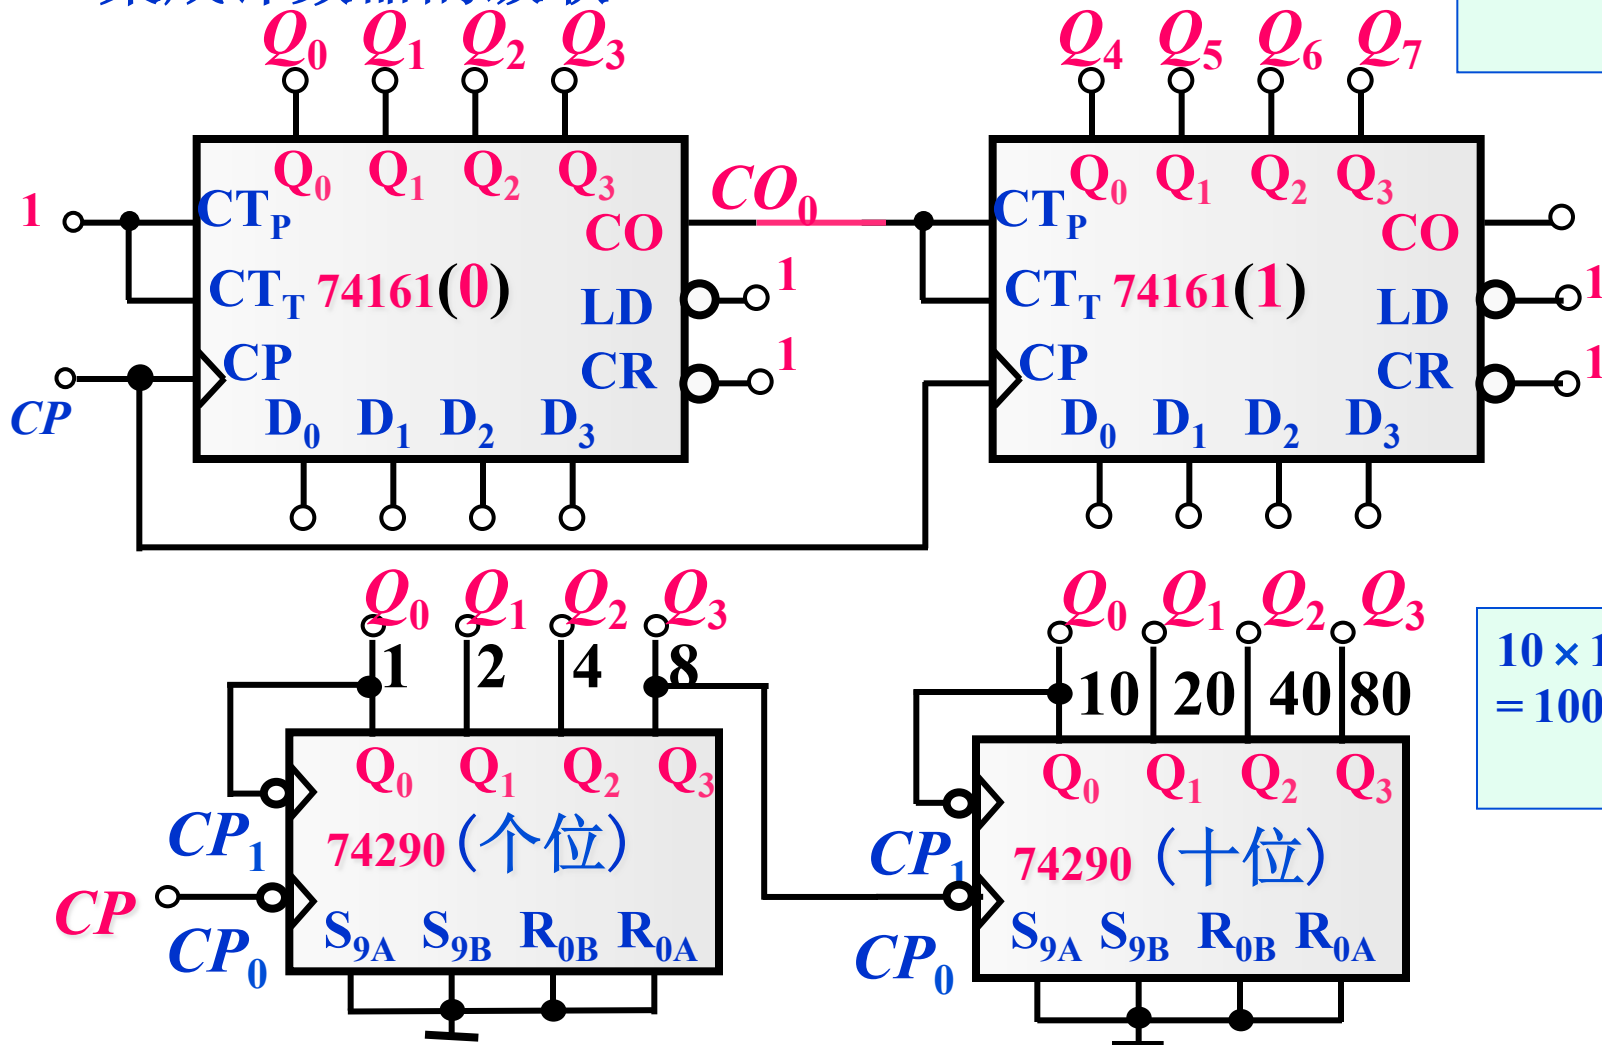 Q0 Q1 Q2 Q3 Q4 Q5 Q6 Q7
Q0 Q1 Q2 Q3 Q0 Q1 Q2 Q3
1 CTP CO CO0 CTP CO
CTT 74161(0) LD 1 CTT 74161(1) LD 1
CP CR 1 CP CR 1
CP D0 D1 D2 D3 D0 D1 D2 D3
Q0 Q1 Q2 Q3 Q0 Q1 Q2 Q3
1 2 4 8 10 20 40 80
10 × 1
= 100
Q0 Q1 Q2 Q3 Q0 Q1 Q2 Q3
CP1 74290 (个位) CP1 74290 (十位)
CP
CP0 S9A S9B R0B R0A CP0 S9A S9B R0B R0A